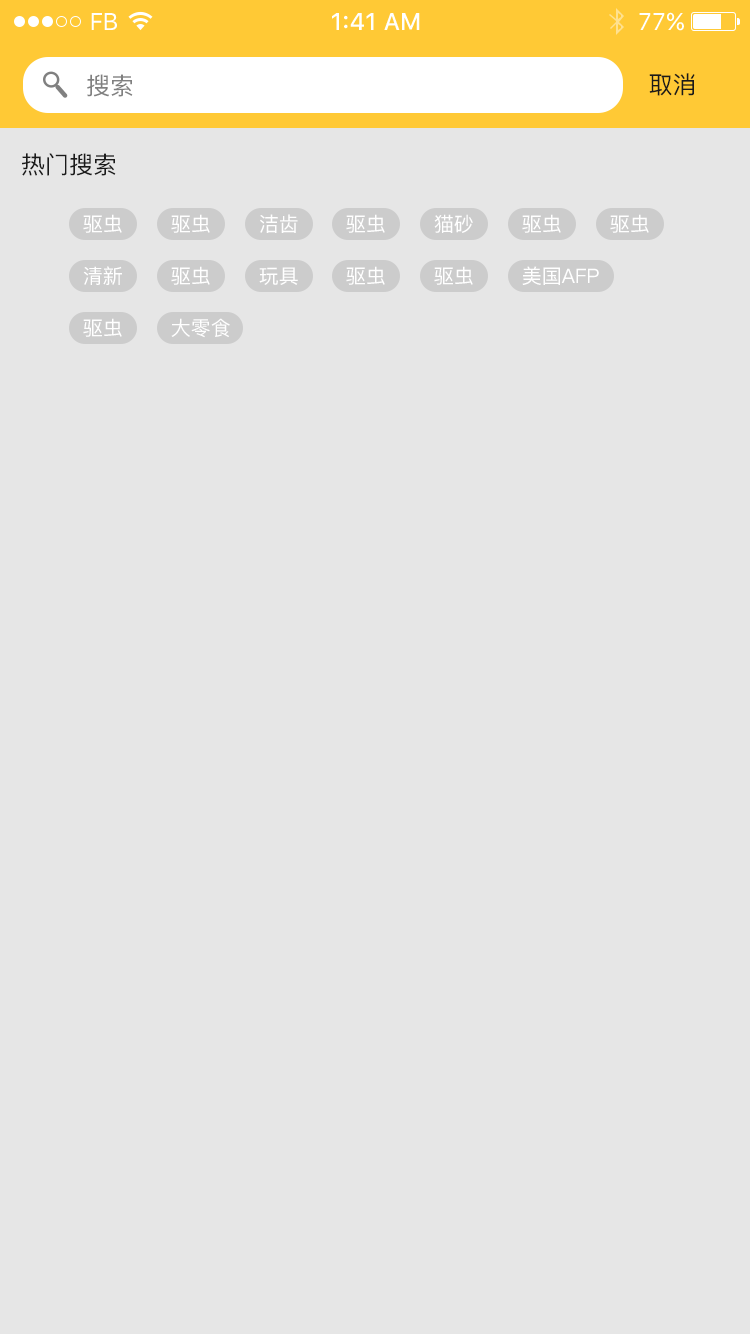 FB 1:41 AM 77%
搜索 取消
热门搜索
驱虫 驱虫 洁齿 驱虫 猫砂 驱虫 驱虫
清新 驱虫 玩具 驱虫 驱虫 美国AFP
驱虫 大零食